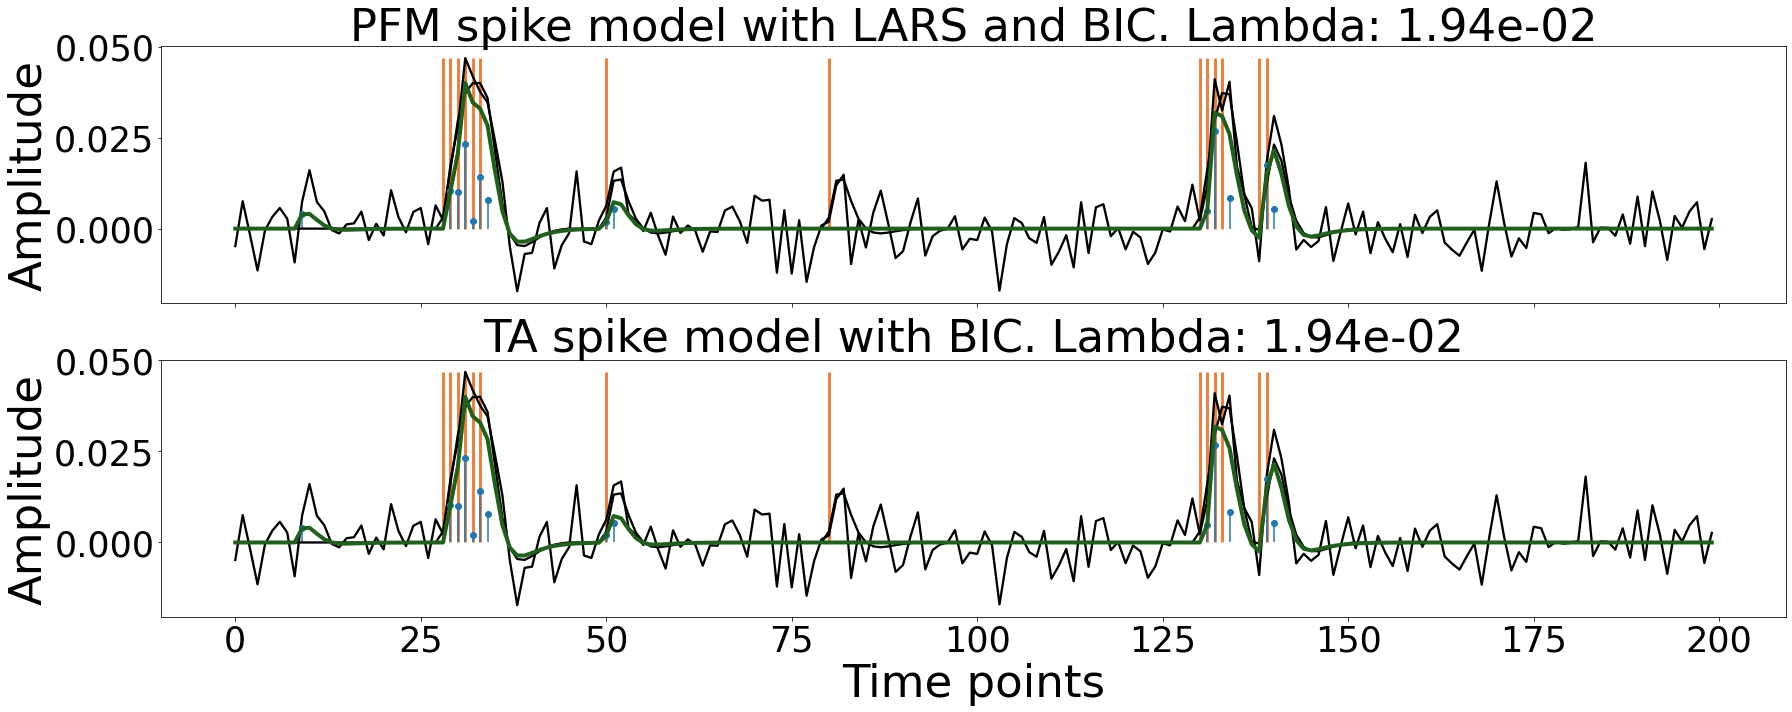 PFM spike model with LARS and BIC. Lambda: 1.94e-02
0.050
0.025
0.000
Amplitude
TA spike model with BIC. Lambda: 1.94e-02
0.050
0.025
0.000
Amplitude
0 25 50 75 100 125 150 175 200
Time points